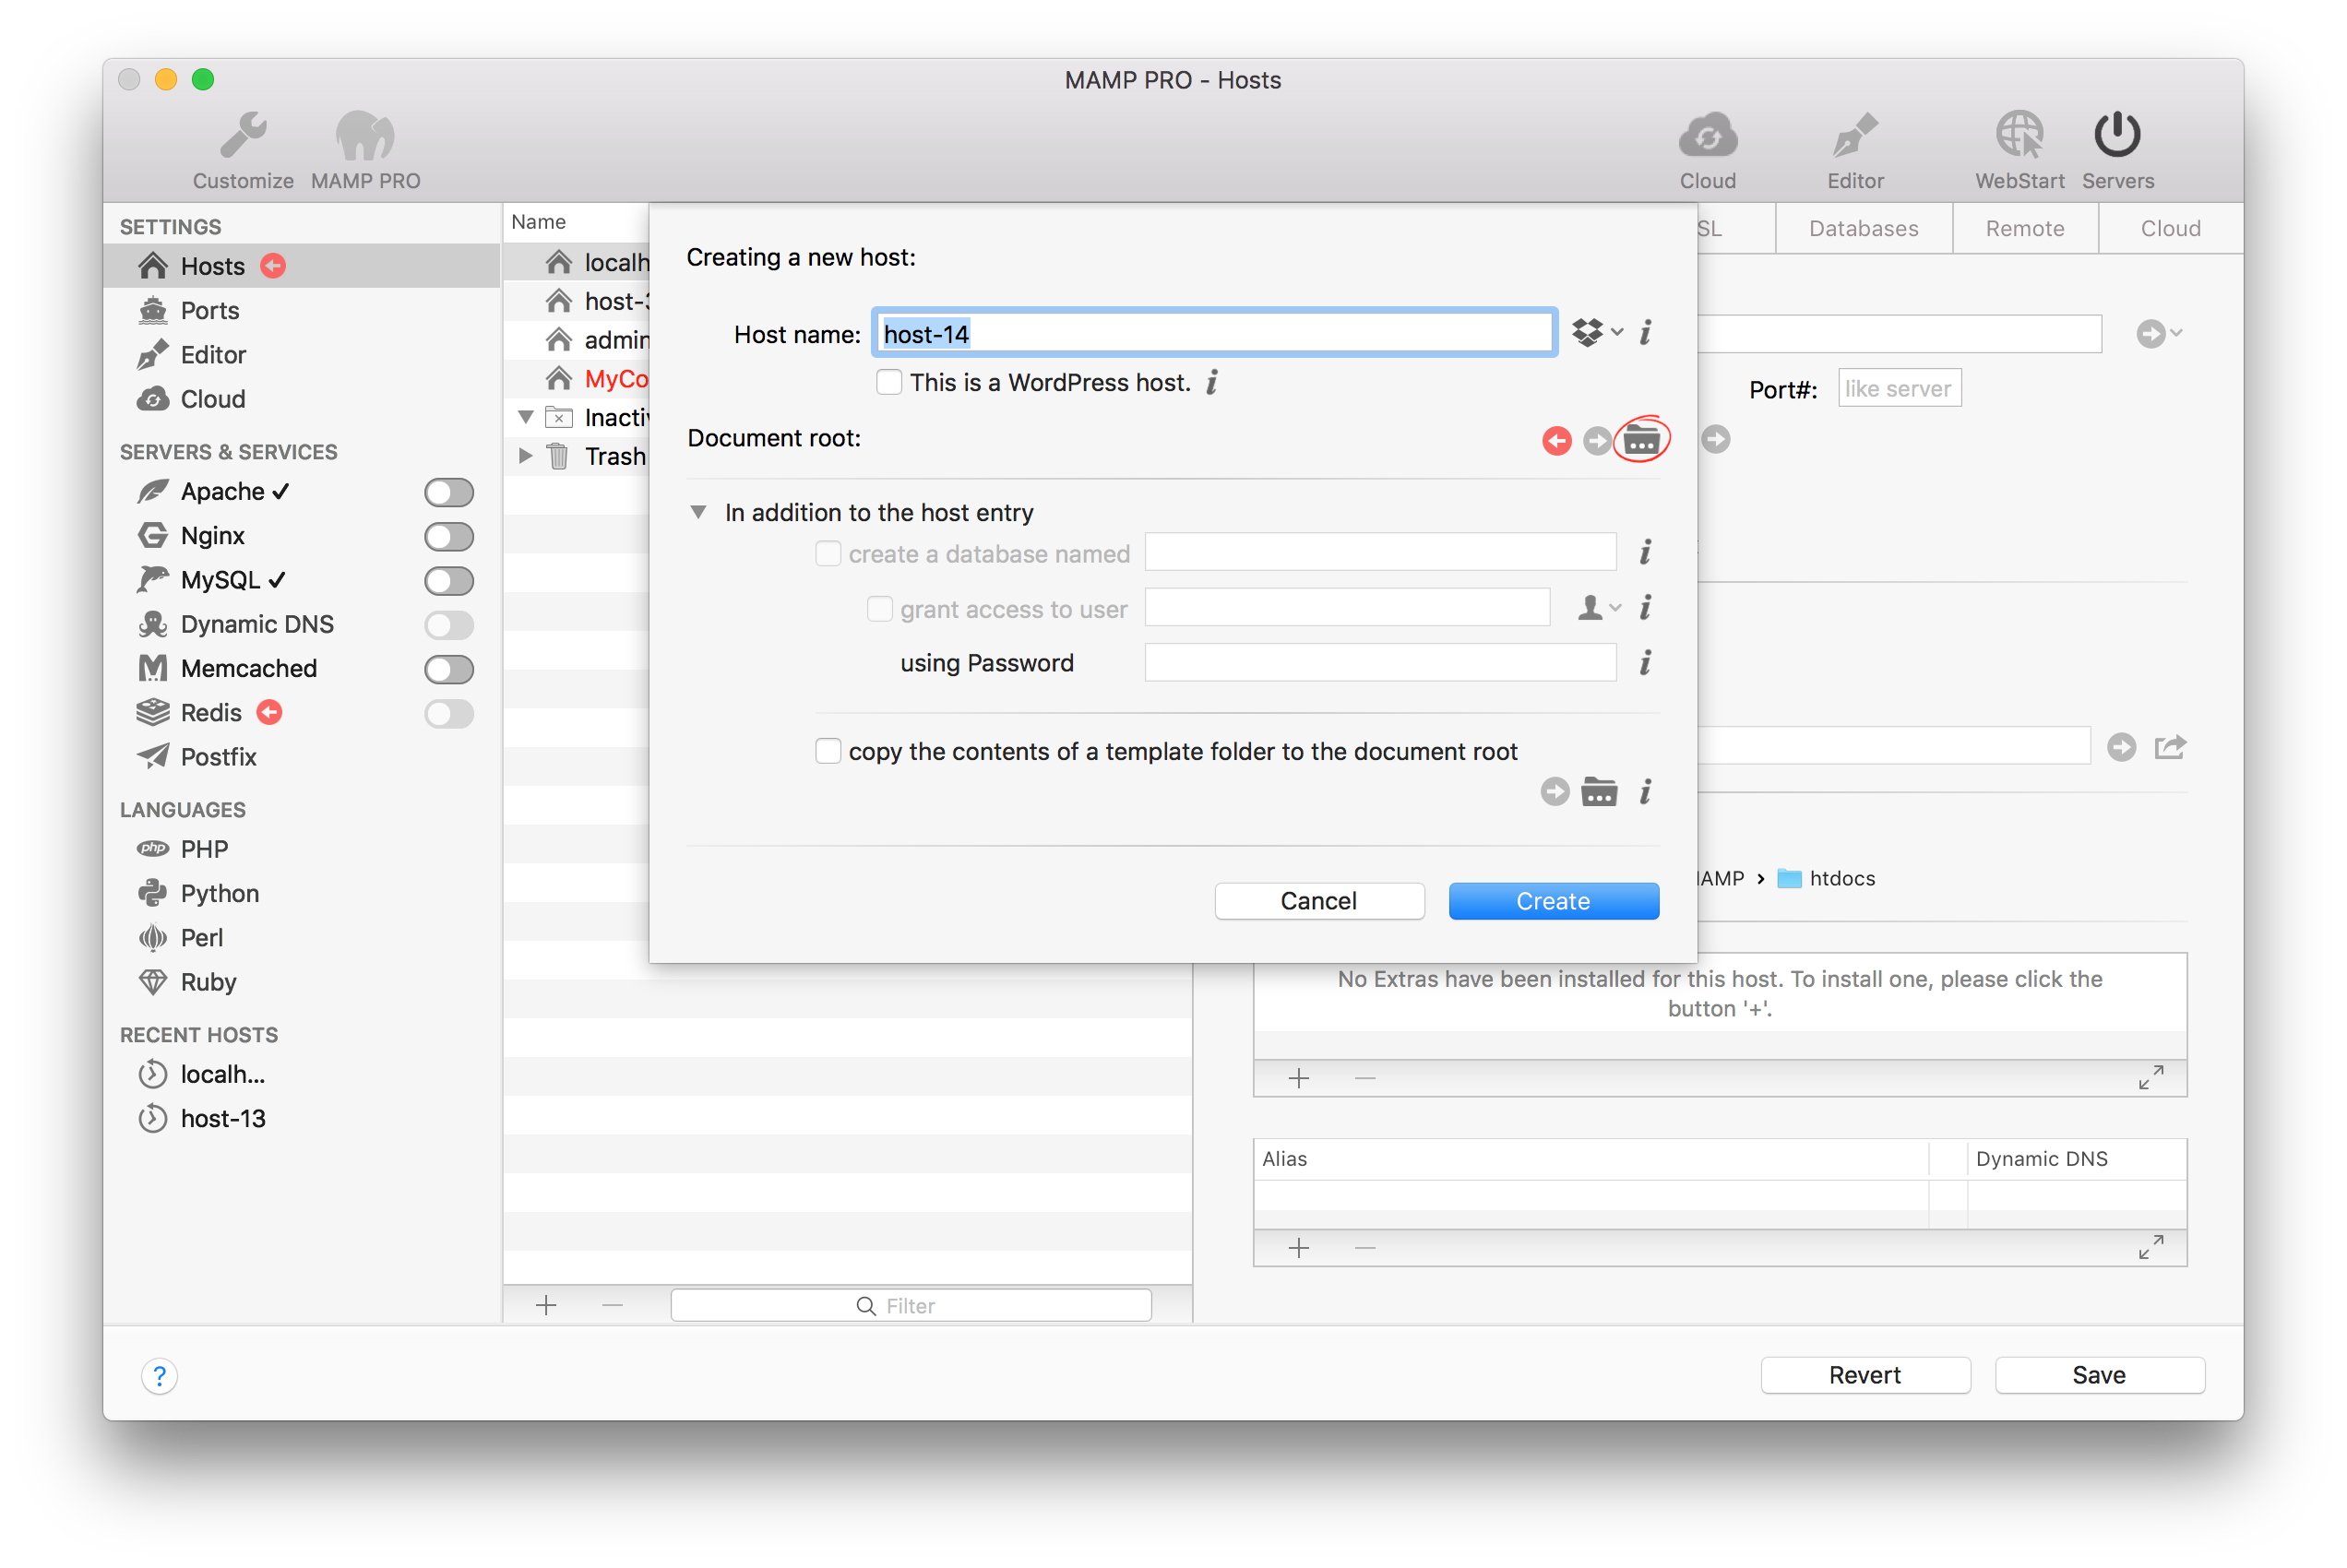 MAMP PRO - Hosts
Customize
MAMP PRO
Cloud
Editor
WebStart
Servers
SETTINGS
Hosts
Ports
Editor
Cloud
SERVERS & SERVICES
Apache ✓
Nginx
MySQL ✓
Dynamic DNS
Memcached
Redis
Postfix
LANGUAGES
php PHP
Python
Perl
Ruby
RECENT HOSTS
localh...
host-13
Name
localh
host-
admin
MyCo
Inactiv
Trash
Filter
Creating a new host:
Host name: host-14
This is a WordPress host.
Document root:
In addition to the host entry
create a database named
grant access to user
using Password
copy the contents of a template folder to the document root
Cancel
Create
SL
Databases
Remote
Cloud
Port#: like server
AMP › htdocs
No Extras have been installed for this host. To install one, please click the
button '+'.
Alias
Dynamic DNS
?
Revert
Save